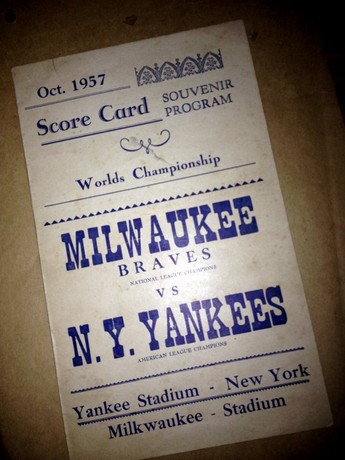 Oct. 1957
Score Card
SOUVENIR
PROGRAM
Worlds Championship
MILWAUKEE
BRAVES
NATIONAL LEAGUE CHAMPIONS
VS
N. Y. YANKEES
AMERICAN LEAGUE CHAMPIONS
Yankee Stadium - New York
Milkwaukee - Stadium